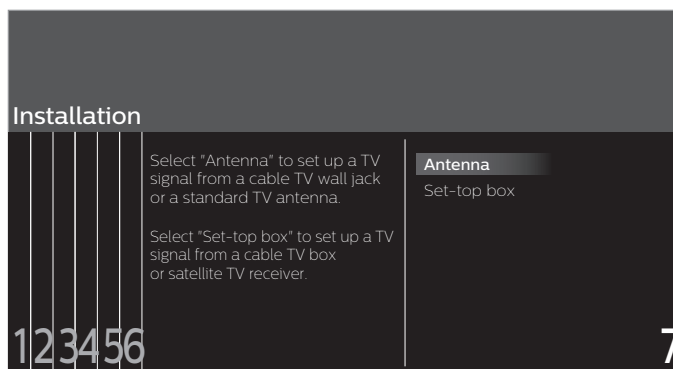 Installation
Select "Antenna" to set up a TV
signal from a cable TV wall jack
or a standard TV antenna.
Select "Set-top box" to set up a TV
signal from a cable TV box
or satellite TV receiver.
Antenna
Set-top box
123456
7